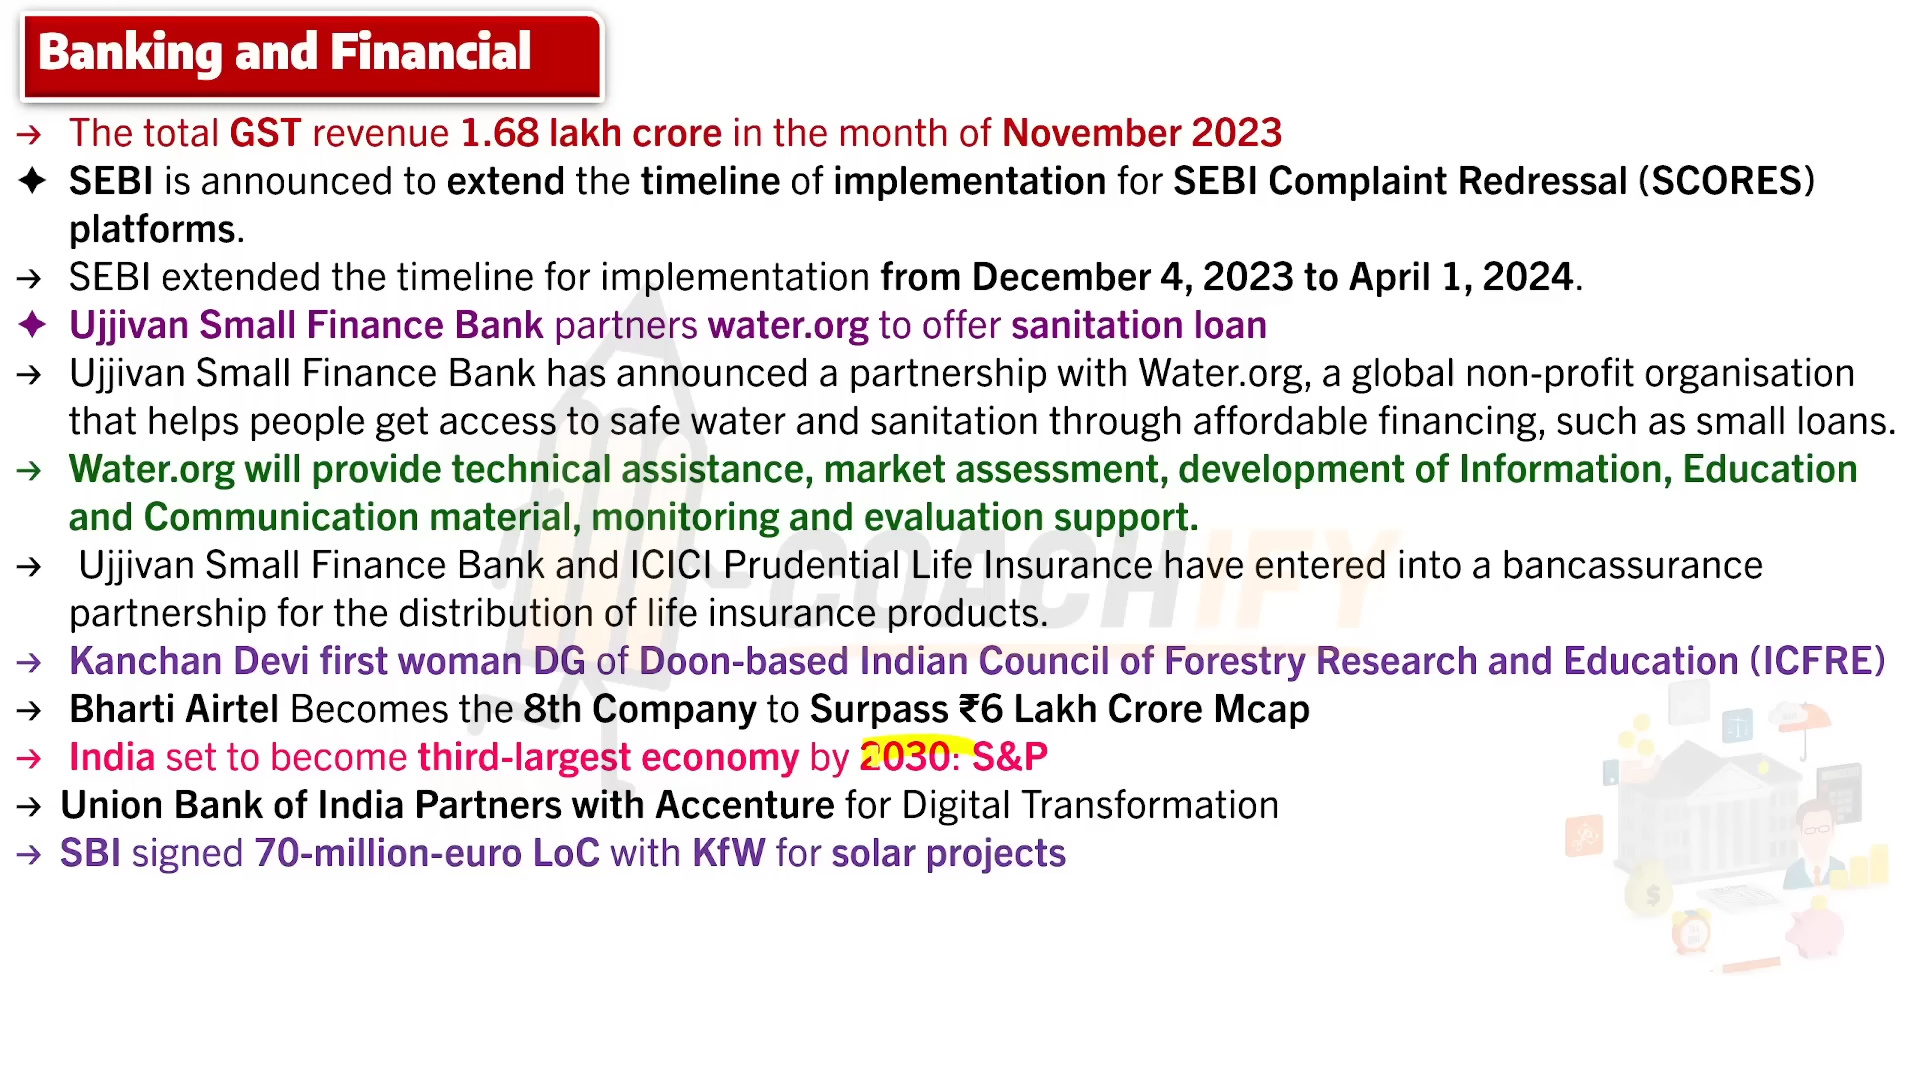 Banking and Financial
→ The total GST revenue 1.68 lakh crore in the month of November 2023
✦ SEBI is announced to extend the timeline of implementation for SEBI Complaint Redressal (SCORES)
platforms.
→ SEBI extended the timeline for implementation from December 4, 2023 to April 1, 2024.
✦ Ujjivan Small Finance Bank partners water.org to offer sanitation loan
→ Ujjivan Small Finance Bank has announced a partnership with Water.org, a global non-profit organisation
that helps people get access to safe water and sanitation through affordable financing, such as small loans.
→ Water.org will provide technical assistance, market assessment, development of Information, Education
and Communication material, monitoring and evaluation support.
→ Ujjivan Small Finance Bank and ICICI Prudential Life Insurance have entered into a bancassurance
partnership for the distribution of life insurance products.
COACHIFY
→ Kanchan Devi first woman DG of Doon-based Indian Council of Forestry Research and Education (ICFRE)
→ Bharti Airtel Becomes the 8th Company to Surpass ₹6 Lakh Crore Mcap
→ India set to become third-largest economy by 2030: S&P
→ Union Bank of India Partners with Accenture for Digital Transformation
→ SBI signed 70-million-euro LoC with KfW for solar projects